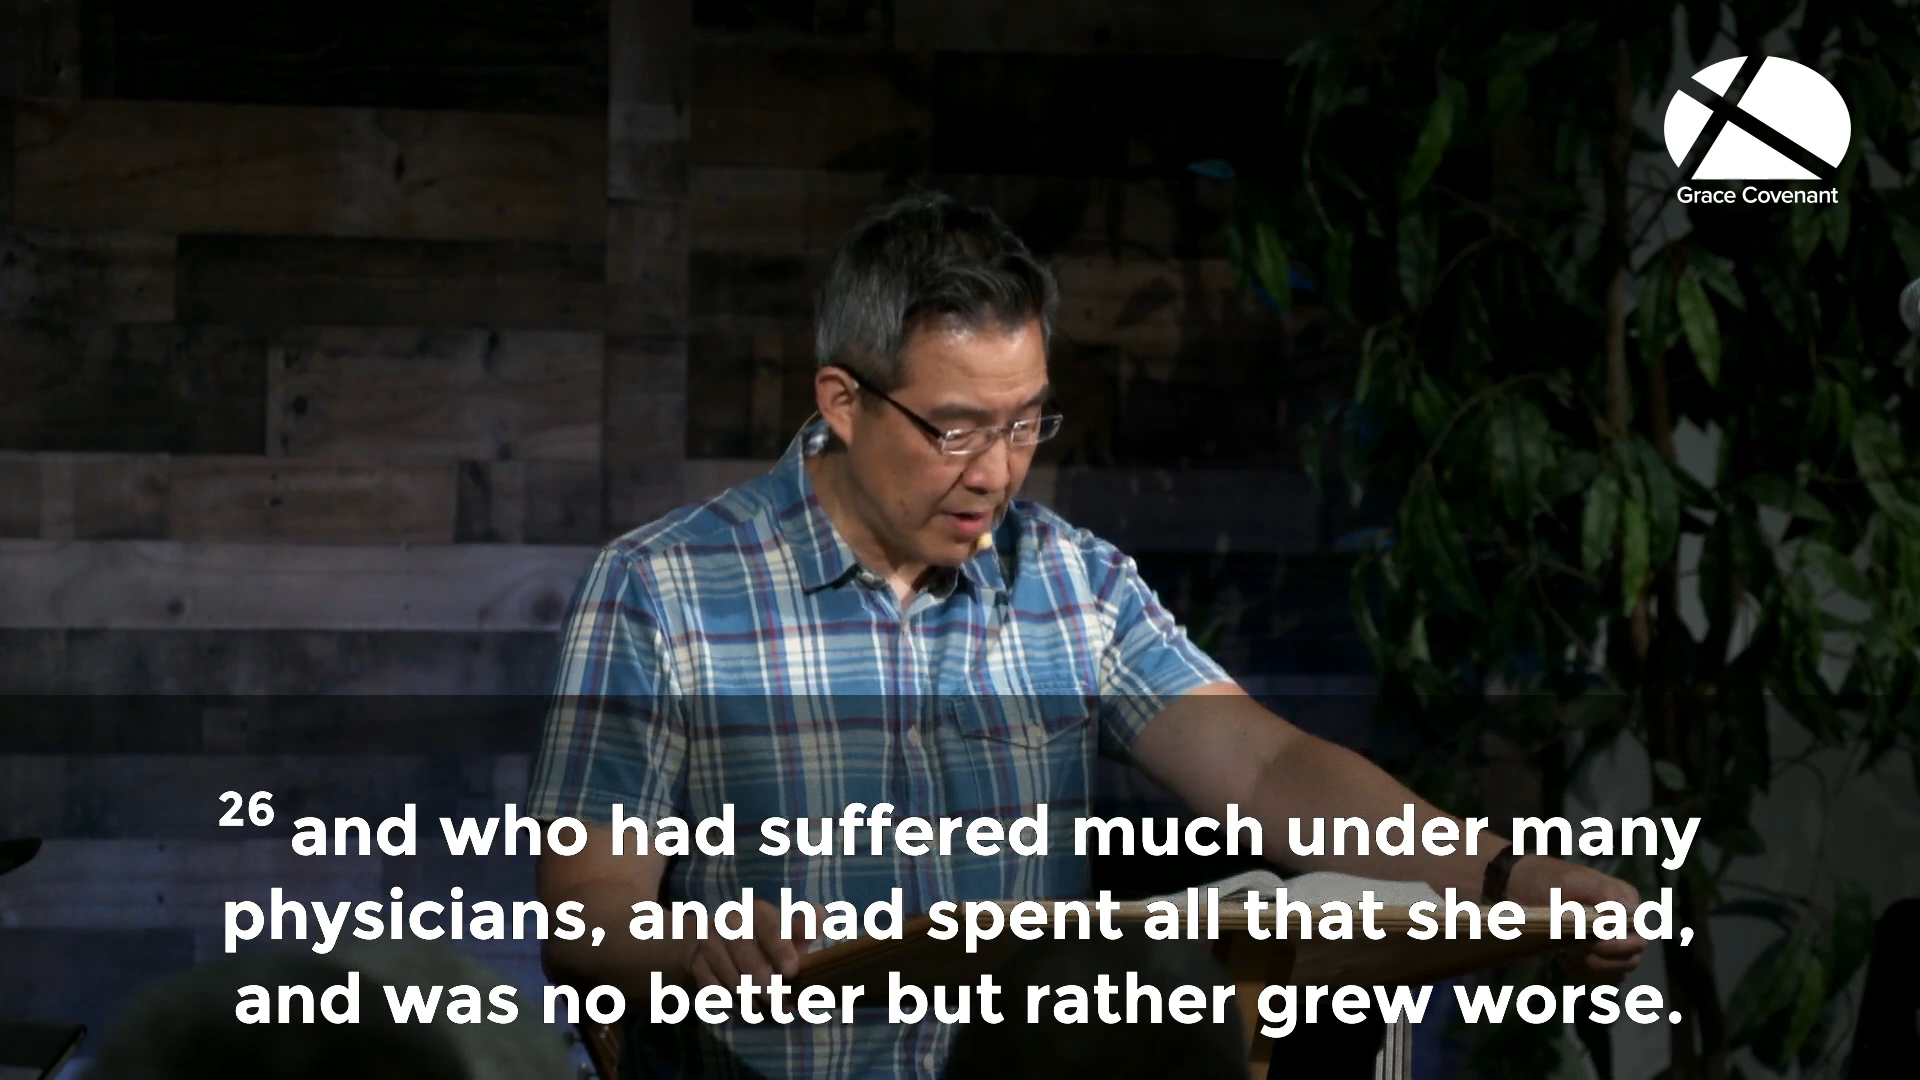 Grace Covenant
26 and who had suffered much under many
physicians, and had spent all that she had,
and was no better but rather grew worse.